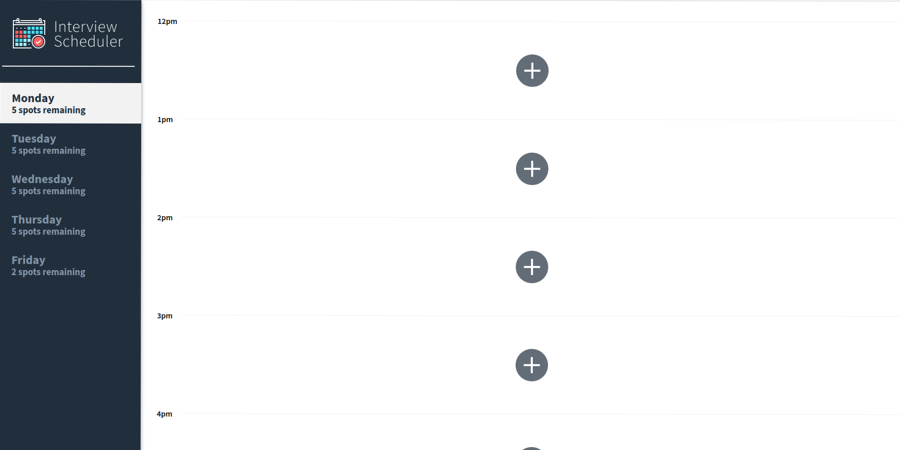 Interview
Scheduler
Monday
5 spots remaining
Tuesday
5 spots remaining
Wednesday
5 spots remaining
Thursday
5 spots remaining
Friday
2 spots remaining
12pm
1pm
2pm
3pm
4pm